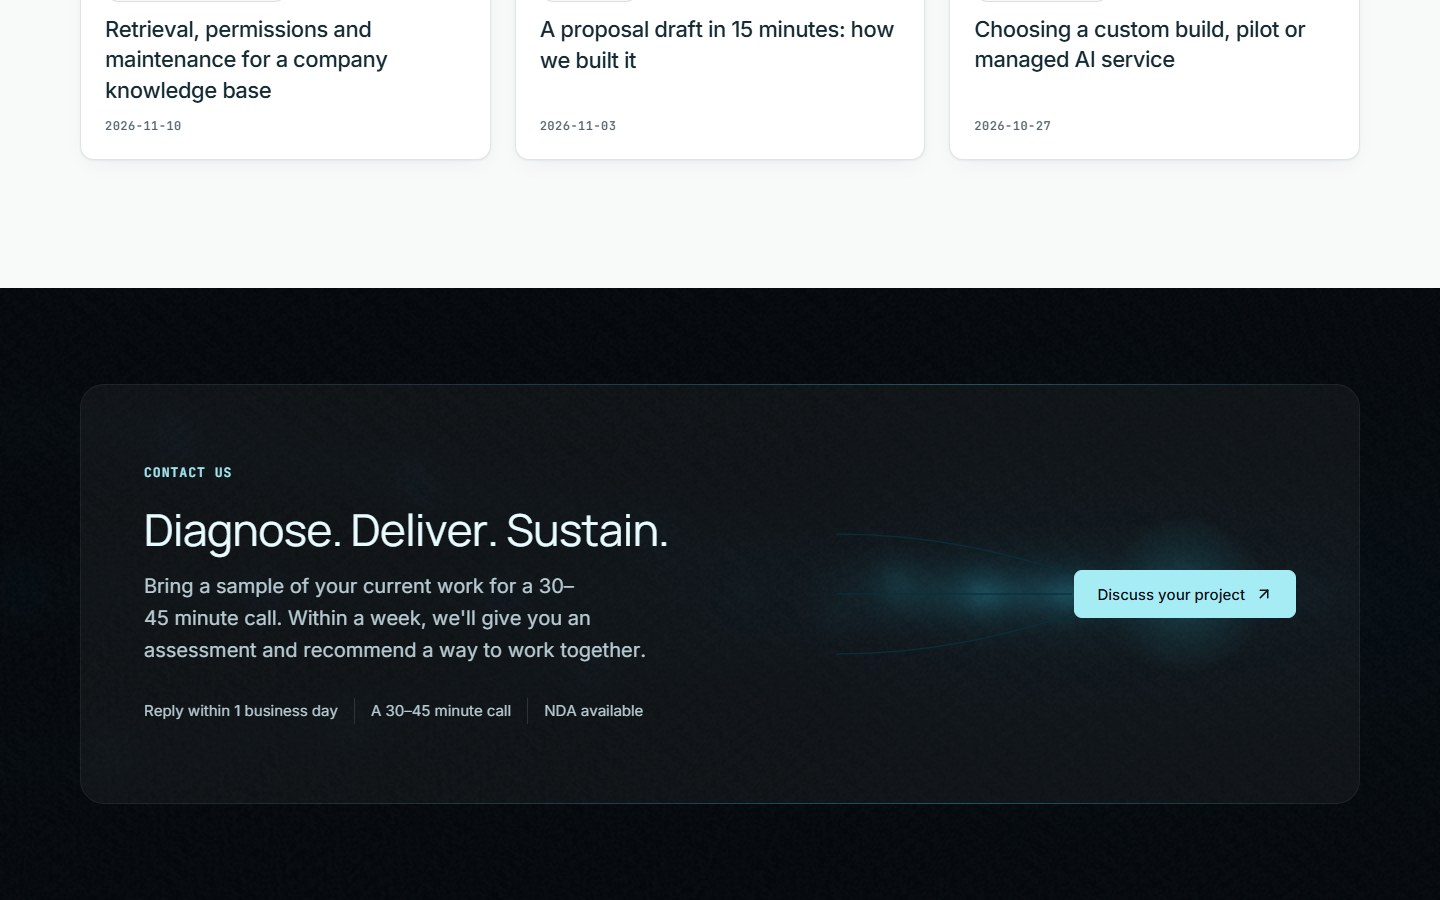 Retrieval, permissions and
maintenance for a company
knowledge base
2026-11-10
A proposal draft in 15 minutes: how
we built it
2026-11-03
Choosing a custom build, pilot or
managed AI service
2026-10-27
CONTACT US
Diagnose. Deliver. Sustain.
Bring a sample of your current work for a 30–
45 minute call. Within a week, we'll give you an
assessment and recommend a way to work together.
Reply within 1 business day
A 30–45 minute call
NDA available
Discuss your project